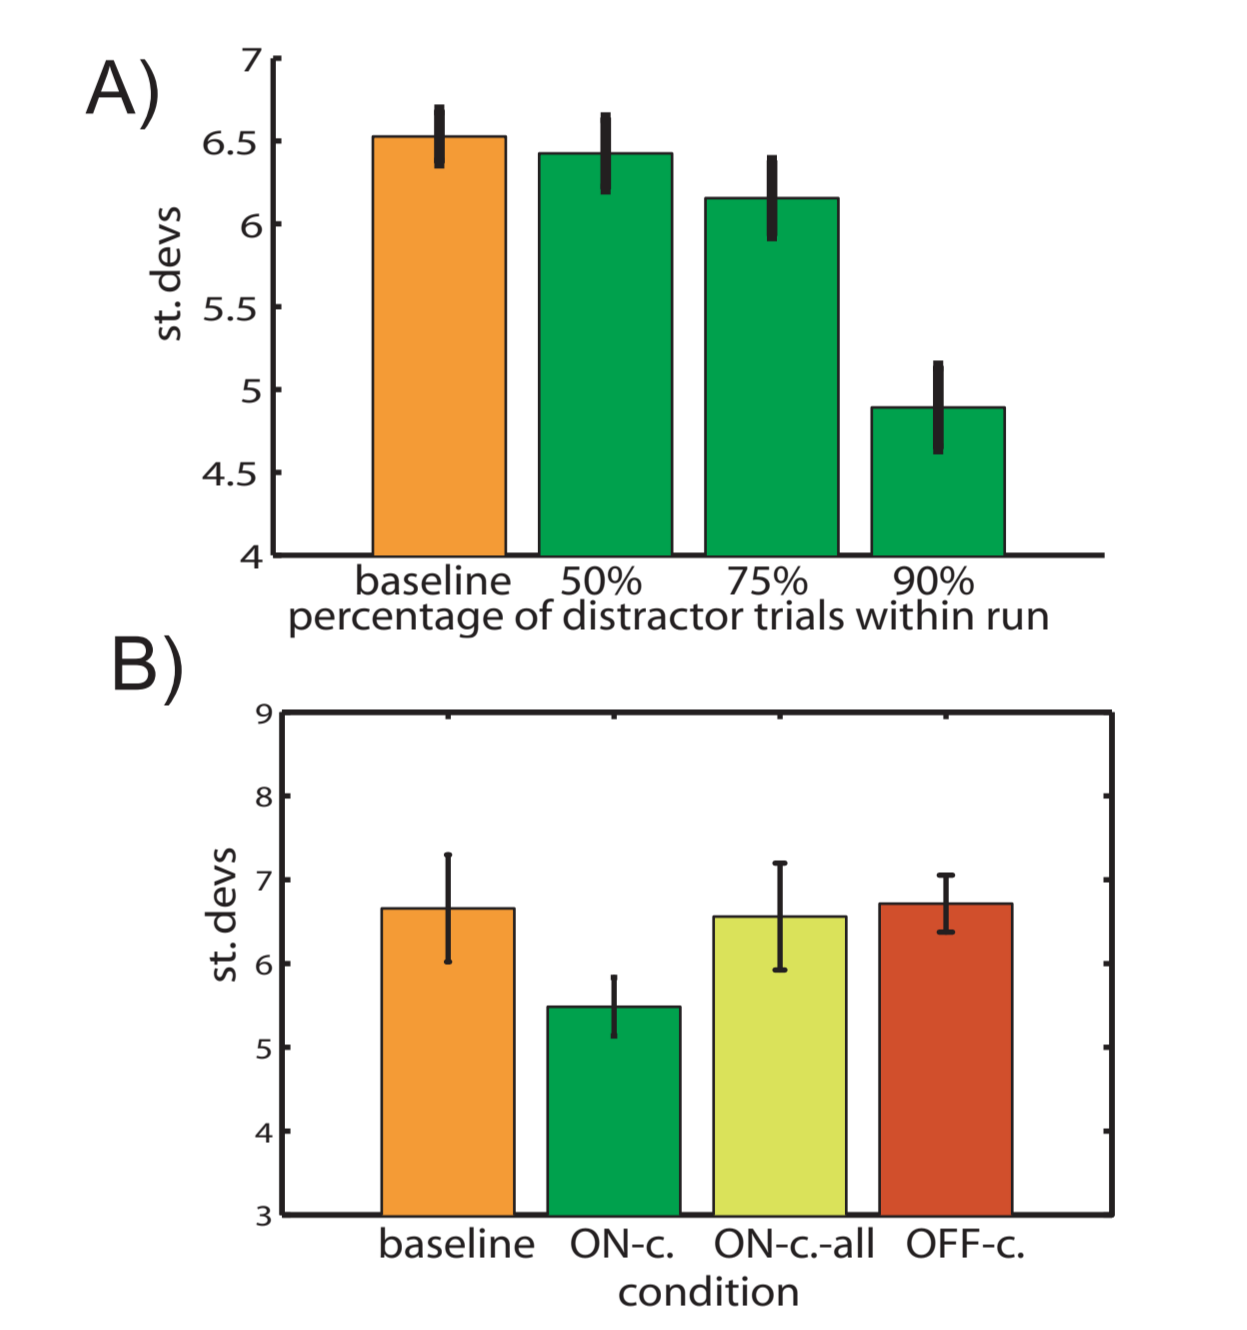 A)
7
6.5
6
5.5
5
4.5
4
st. devs
baseline 50% 75% 90%
percentage of distractor trials within run
B)
9
8
7
6
5
4
3
st. devs
baseline ON-c. ON-c.-all OFF-c.
condition